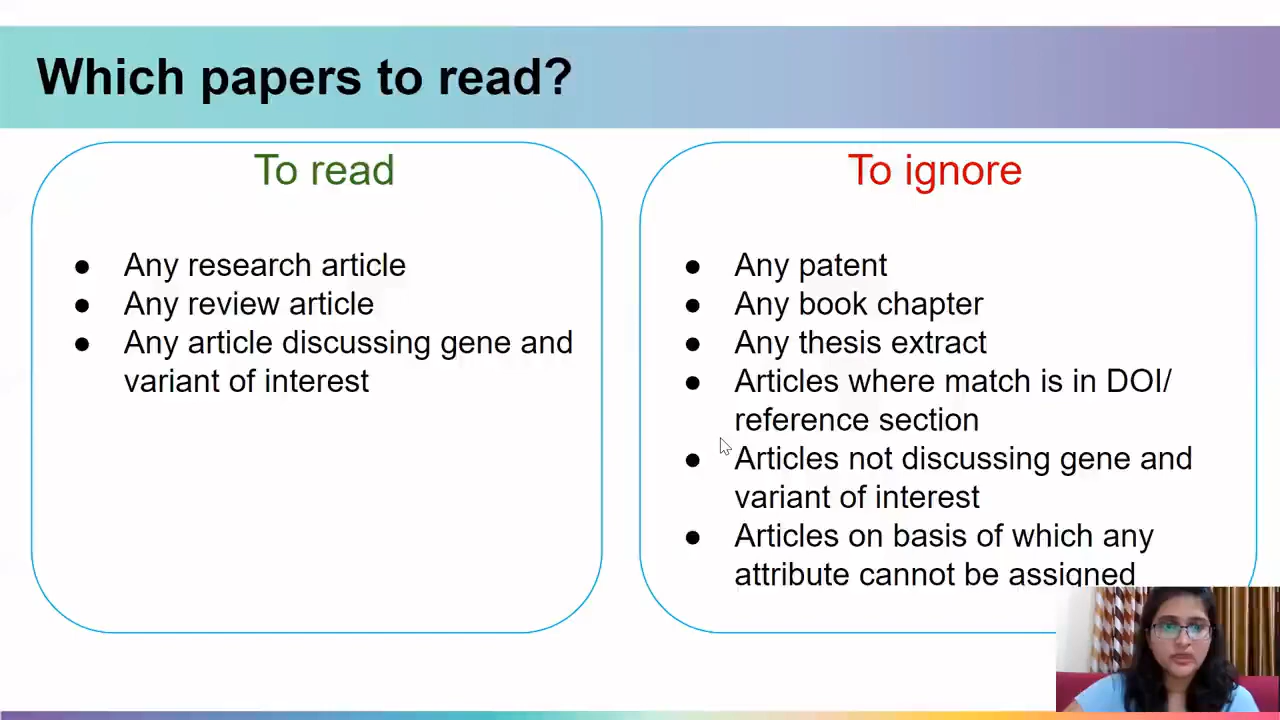 Which papers to read?
To read
● Any research article
● Any review article
● Any article discussing gene and
variant of interest
To ignore
● Any patent
● Any book chapter
● Any thesis extract
● Articles where match is in DOI/
reference section
● Articles not discussing gene and
variant of interest
● Articles on basis of which any
attribute cannot be assigned